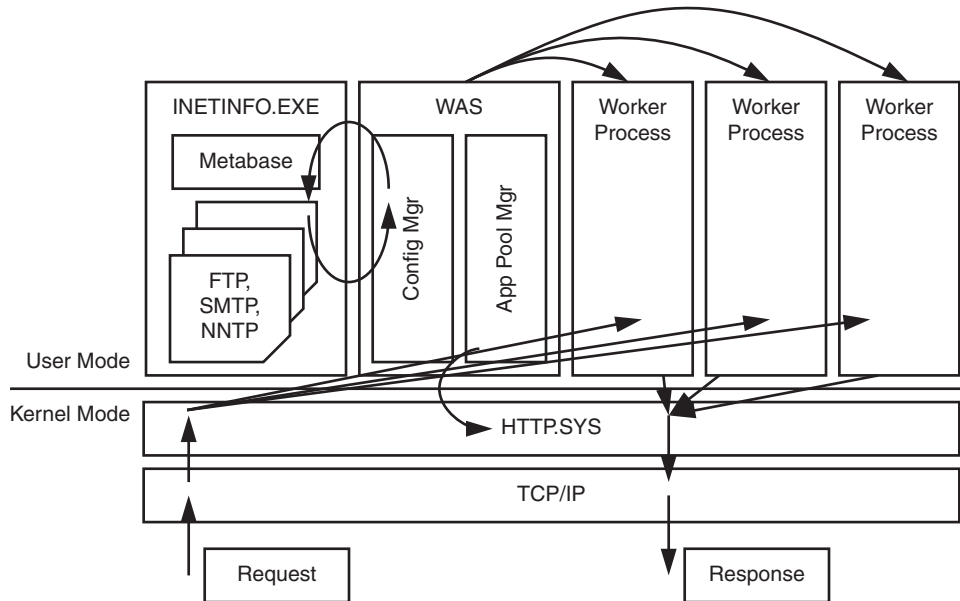 INETINFO.EXE
Metabase
FTP,
SMTP,
NNTP
WAS
Config Mgr
App Pool Mgr
Worker
Process
Worker
Process
Worker
Process
User Mode
Kernel Mode
HTTP.SYS
TCP/IP
Request
Response